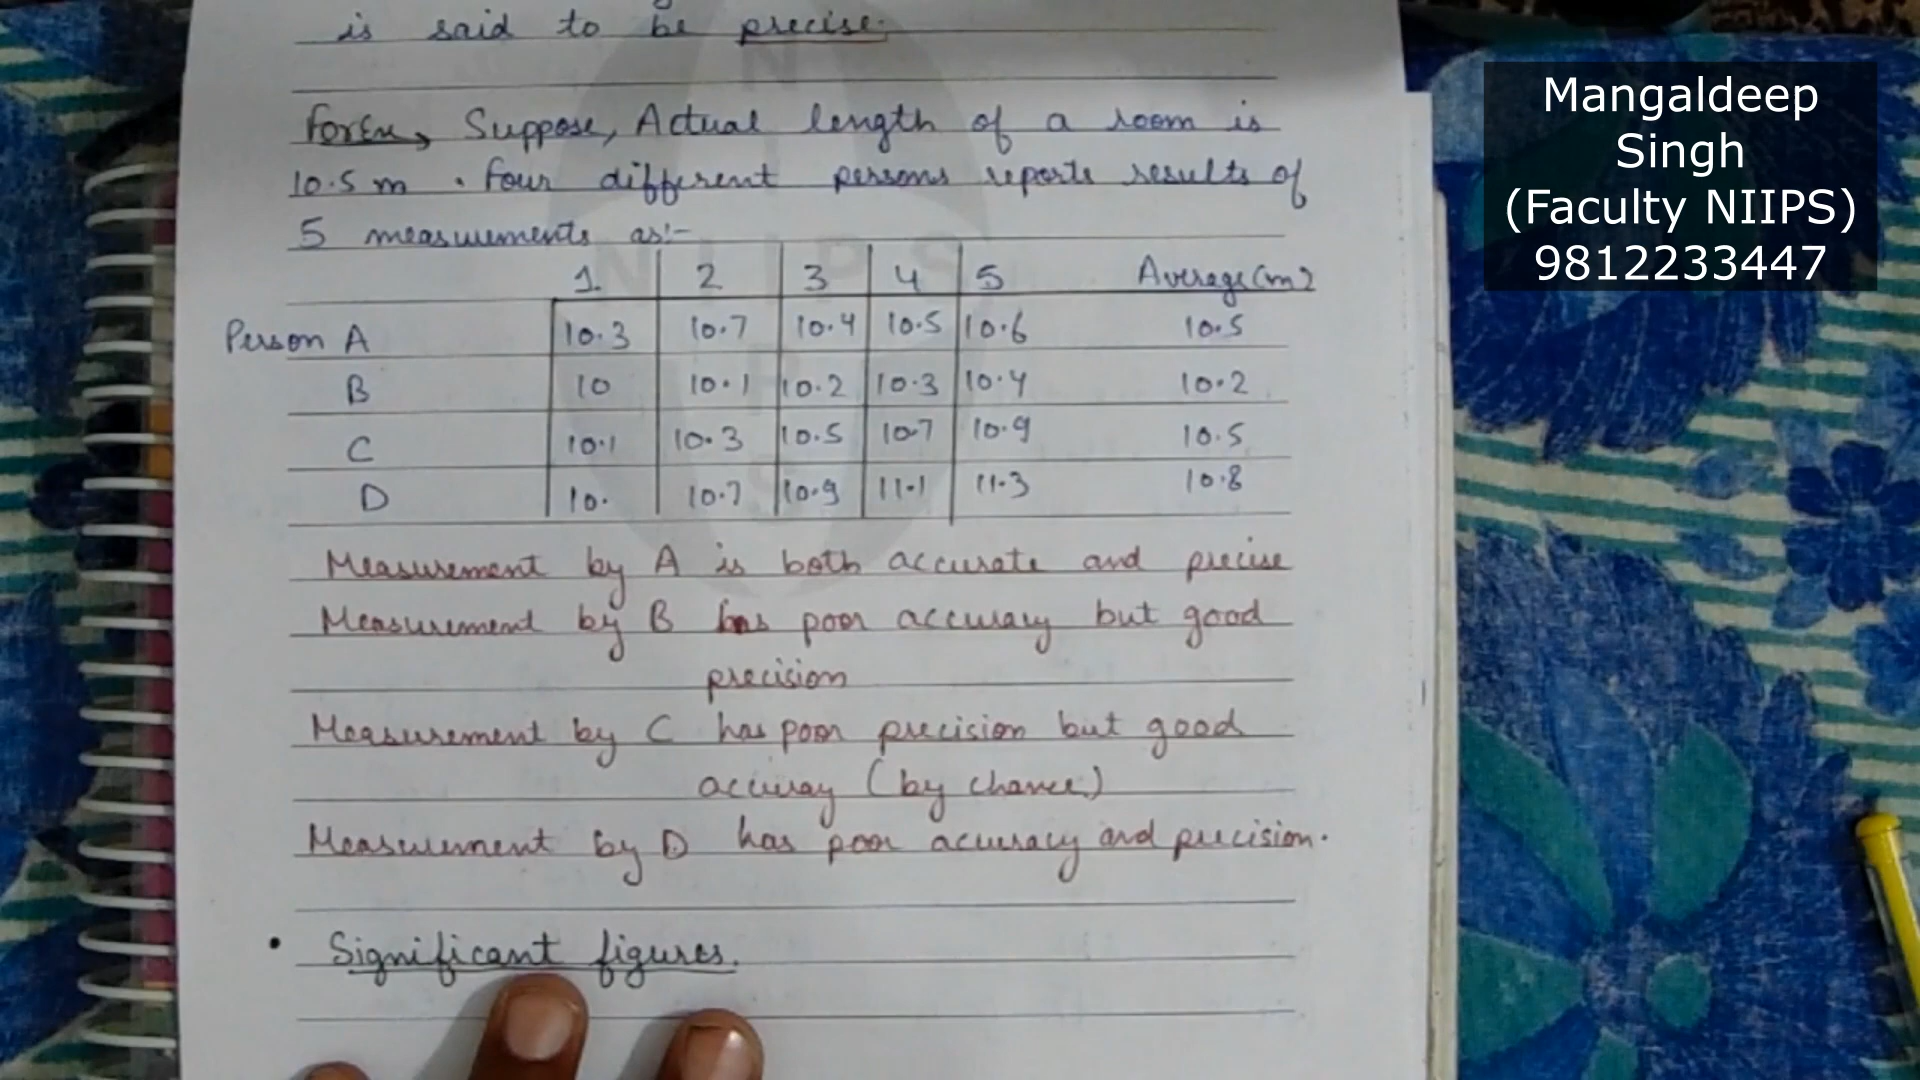 is said to be precise.
For Ex → Suppose, Actual length of a room is
10.5 m . Four different persons reports results of
5 measurements as:-
1. 2 3 4 5 Average (m)
Person A 10.3 10.7 10.4 10.5 10.6 10.5
B 10 10.1 10.2 10.3 10.4 10.2
C 10.1 10.3 10.5 10.7 10.9 10.5
D 10. 10.7 10.9 11.1 11.3 10.8
Measurement by A is both accurate and precise
Measurement by B has poor accuracy but good
precision
Measurement by C has poor precision but good
accuracy (by chance)
Measurement by D has poor accuracy and precision.
• Significant figures.
Mangaldeep
Singh
(Faculty NIIPS)
9812233447